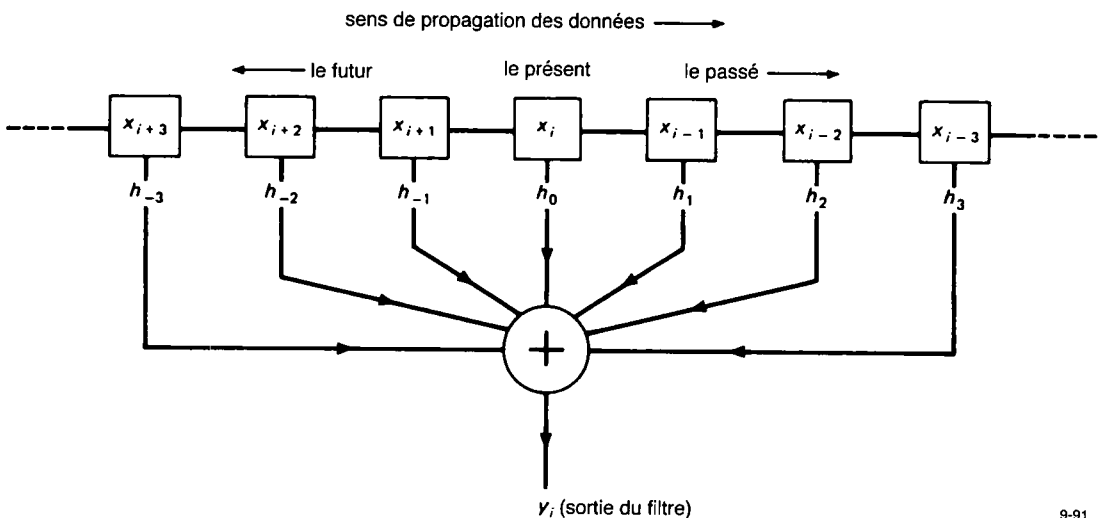 sens de propagation des données
le futur le présent le passé
x_{i+3} x_{i+2} x_{i+1} x_i x_{i-1} x_{i-2} x_{i-3}
h_{-3} h_{-2} h_{-1} h_0 h_1 h_2 h_3
+
y_i (sortie du filtre)
9-91